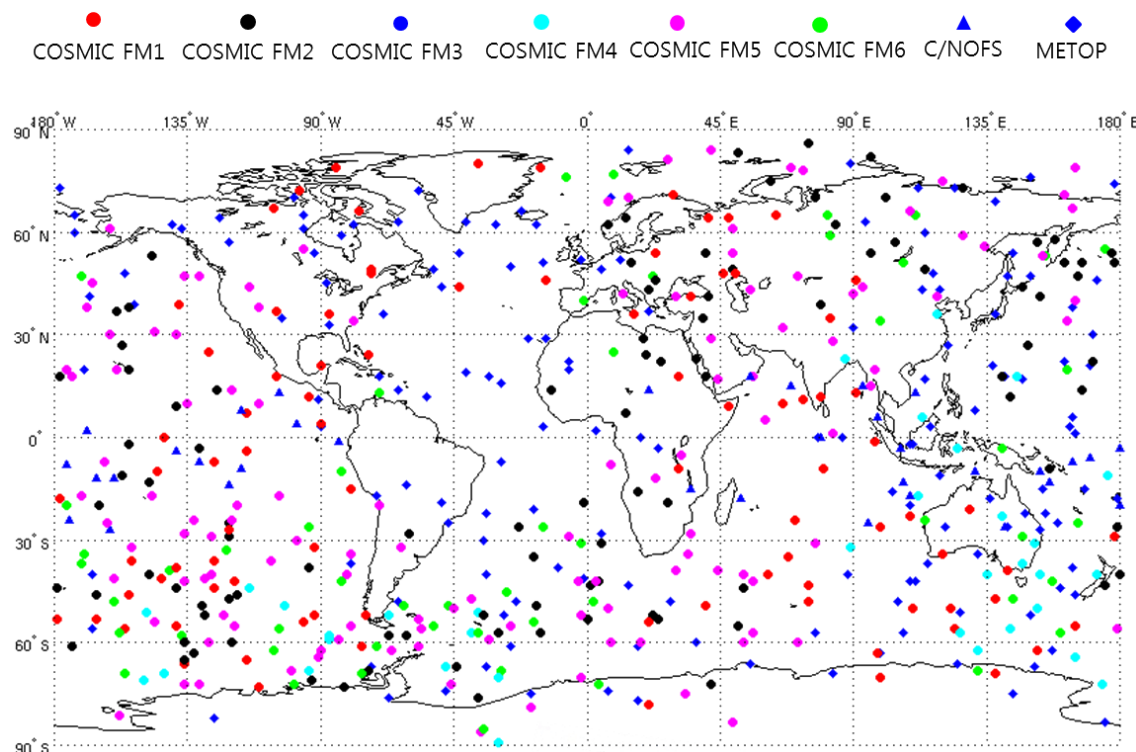 COSMIC FM1 COSMIC FM2 COSMIC FM3 COSMIC FM4 COSMIC FM5 COSMIC FM6 C/NOFS METOP
180° W 135° W 90° W 45° W 0° 45° E 90° E 135° E 180° E
90° N
60° N
30° N
0°
30° S
60° S
90° S